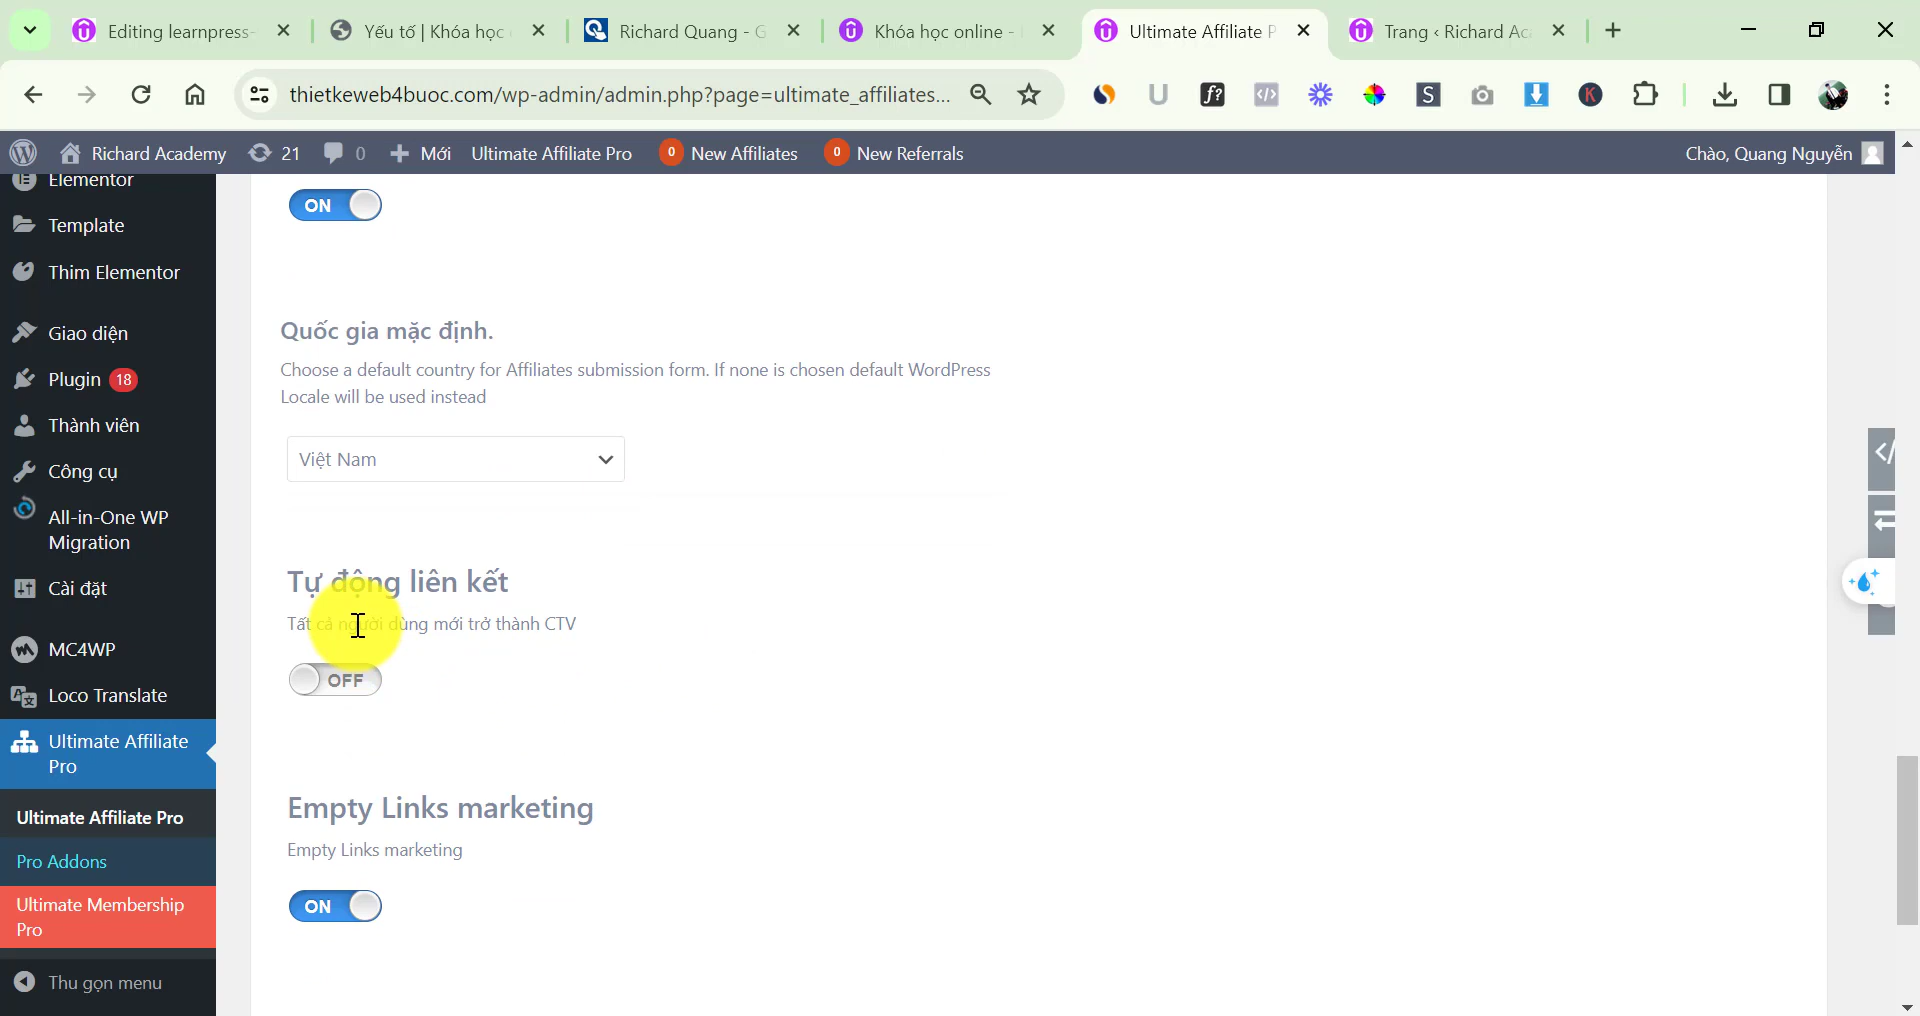 Editing learnpress-
Yếu tố | Khóa học
Richard Quang - G
Khóa học online -
Ultimate Affiliate P
Trang ‹ Richard Aca
thietkeweb4buoc.com/wp-admin/admin.php?page=ultimate_affiliates...
Richard Academy
21
0
Mới
Ultimate Affiliate Pro
0
New Affiliates
0
New Referrals
Chào, Quang Nguyễn
Elementor
Template
Thim Elementor
Giao diện
Plugin 18
Thành viên
Công cụ
All-in-One WP
Migration
Cài đặt
MC4WP
Loco Translate
Ultimate Affiliate
Pro
Ultimate Affiliate Pro
Pro Addons
Ultimate Membership
Pro
Thu gọn menu
ON
Quốc gia mặc định.
Choose a default country for Affiliates submission form. If none is chosen default WordPress
Locale will be used instead
Việt Nam
Tự động liên kết
Tất cả người dùng mới trở thành CTV
OFF
Empty Links marketing
Empty Links marketing
ON